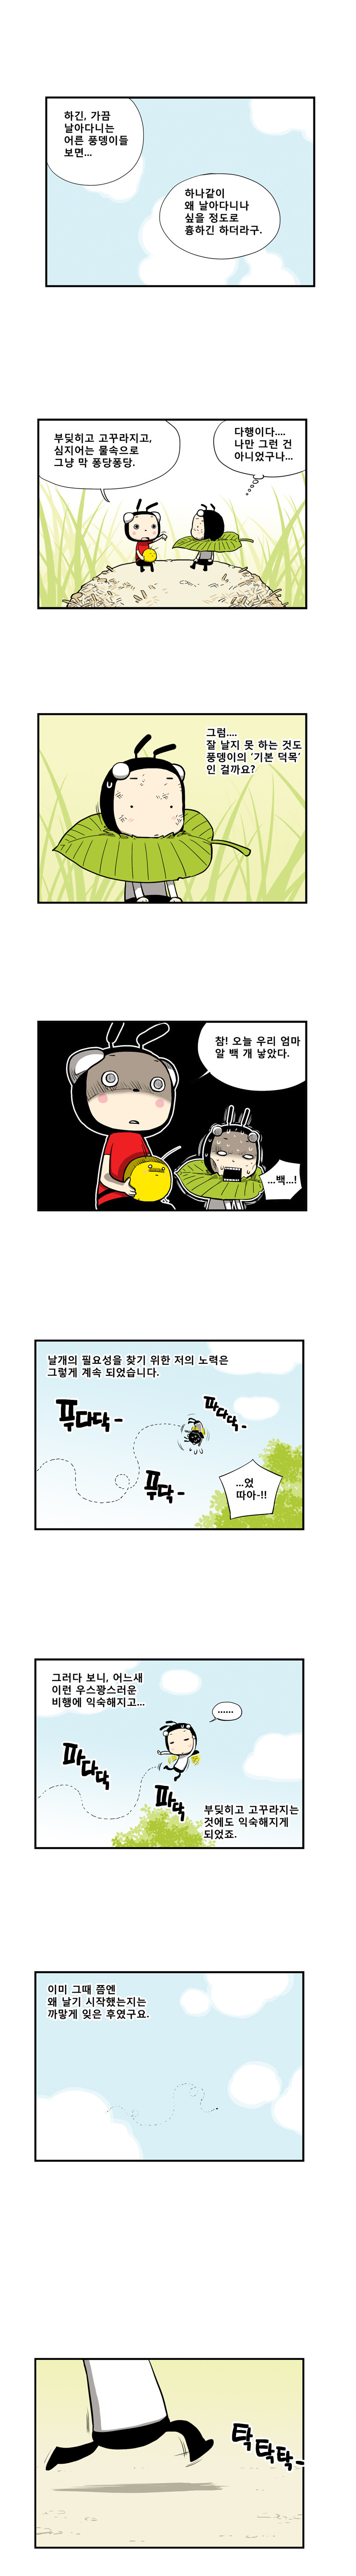 하긴, 가끔
날아다니는
어른 풍뎅이들
보면...
하나같이
왜 날아다니나
싶을 정도로
흉하긴 하더라구.
부딪히고 고꾸라지고,
심지어는 물속으로
그냥 막 퐁당퐁당.
다행이다....
나만 그런 건
아니었구나...
그럼....
잘 날지 못 하는 것도
풍뎅이의 '기본 덕목'
인 걸까요?
참! 오늘 우리 엄마
알 백 개 낳았다.
...백...!
날개의 필요성을 찾기 위한 저의 노력은
그렇게 계속 되었습니다.
푸다닥-
파다닥-
푸닥-
...었
따아-!!
그러다 보니, 어느새
이런 우스꽝스러운
비행에 익숙해지고...
......
파다닥
파닥
부딪히고 고꾸라지는
것에도 익숙해지게
되었죠.
이미 그때 쯤엔
왜 날기 시작했는지는
까맣게 잊은 후였구요.
탁탁탁-